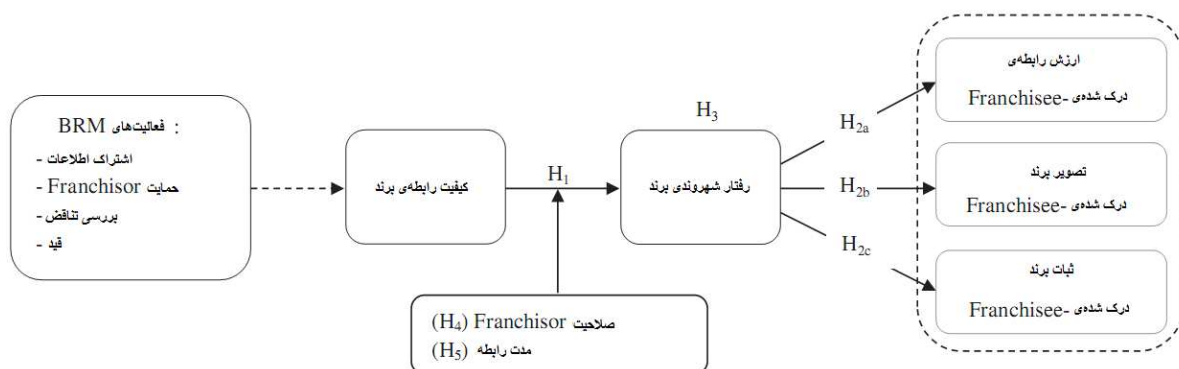 فعالیت‌های BRM :
- اشتراک اطلاعات
- حمایت Franchisor
- بررسی تناقض
- قید
کیفیت رابطه‌ی برند
H₁
صلاحیت Franchisor (H₄)
مدت رابطه (H₅)
H₃
رفتار شهروندی برند
H₂a
H₂b
H₂c
ارزش رابطه‌ی
درک شده‌ی -Franchisee
تصویر برند
درک شده‌ی -Franchisee
ثبات برند
درک شده‌ی -Franchisee